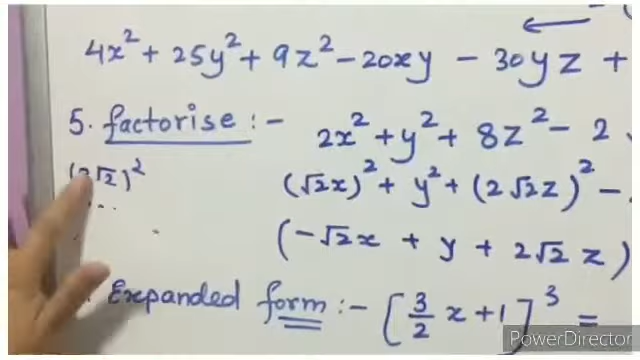 4x² + 25y² + 9z² - 20xy - 30yz +
5. factorise :- 2x² + y² + 8z² - 2
(2√2)² (√2x)² + y² + (2√2z)² -
(-√2x + y + 2√2 z)
Expanded form :- [3/2 x + 1]³ =
PowerDirector